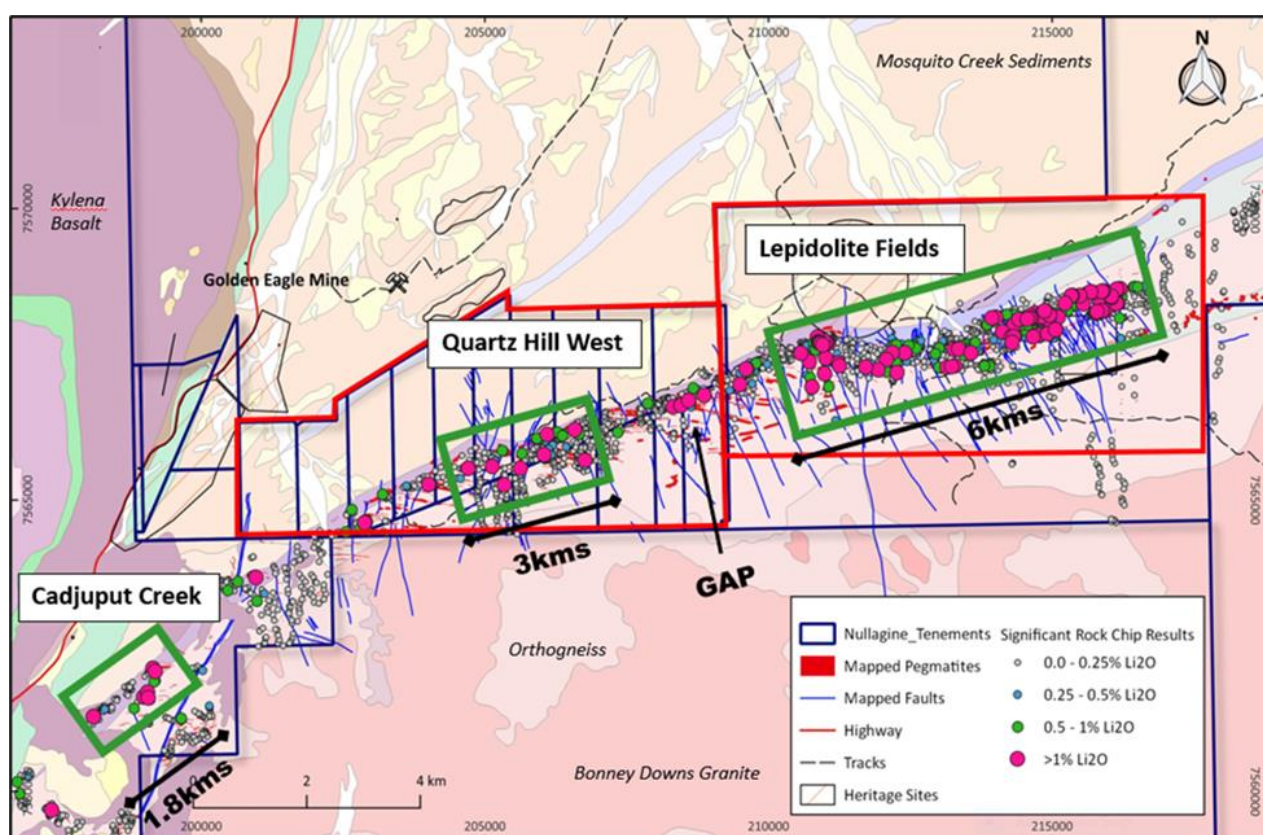 200000
205000
210000
215000
Mosquito Creek Sediments
N
Kylena
Basalt
7570000
Lepidolite Fields
Golden Eagle Mine
Quartz Hill West
6kms
7565000
7565000
3kms
GAP
Cadjuput Creek
Orthogneiss
Nullagine_Tenements
Mapped Pegmatites
Mapped Faults
Highway
Tracks
Heritage Sites
Significant Rock Chip Results
0.0 - 0.25% Li2O
0.25 - 0.5% Li2O
0.5 - 1% Li2O
>1% Li2O
Bonney Downs Granite
1.8kms
0
2
4 km
7560000
200000
205000
210000
215000